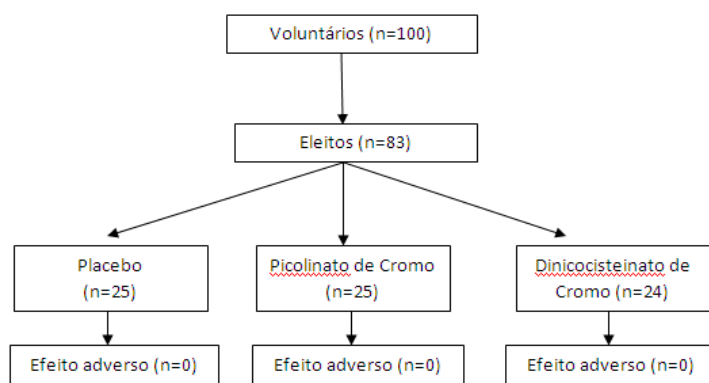 Voluntários (n=100)
Eleitos (n=83)
Placebo
(n=25)
Picolinato de Cromo
(n=25)
Dinicocisteinato de
Cromo (n=24)
Efeito adverso (n=0)
Efeito adverso (n=0)
Efeito adverso (n=0)